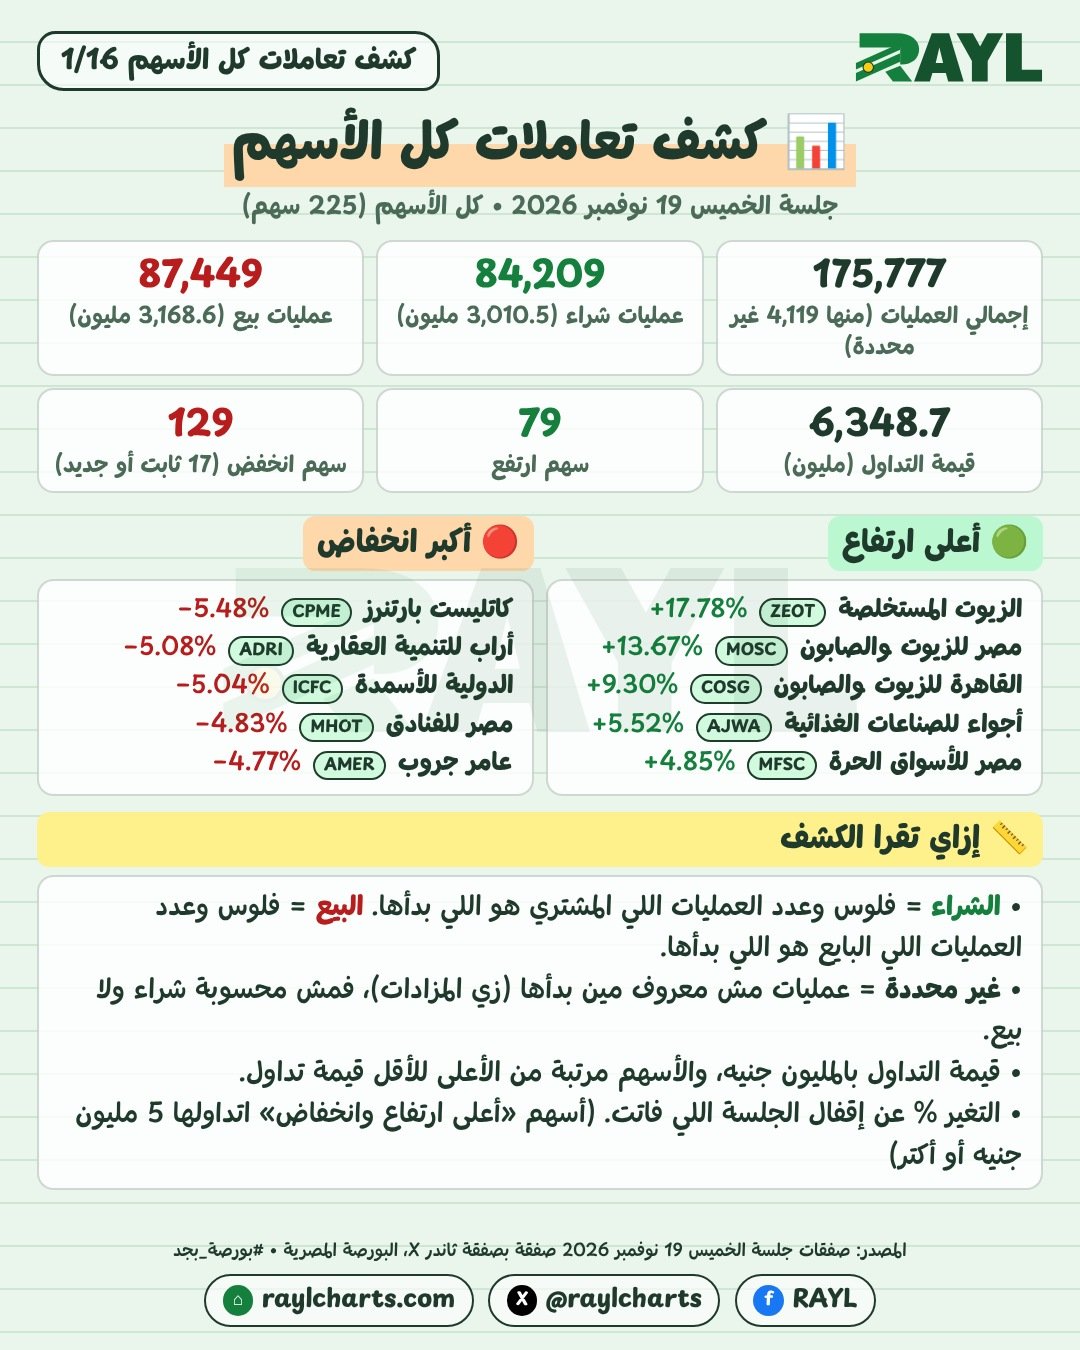 RAYL
كشف تعاملات كل الأسهم 1/16
كشف تعاملات كل الأسهم
جلسة الخميس 19 نوفمبر 2026 • كل الأسهم (225 سهم)
175,777
إجمالي العمليات (منها 4,119 غير
محددة)
84,209
عمليات شراء (3,010.5 مليون)
87,449
عمليات بيع (3,168.6 مليون)
6,348.7
قيمة التداول (مليون)
79
سهم ارتفع
129
سهم انخفض (17 ثابت أو جديد)
أعلى ارتفاع
الزيوت المستخلصة ZEOT +17.78%
مصر للزيوت والصابون MOSC +13.67%
القاهرة للزيوت والصابون COSG +9.30%
أجواء للصناعات الغذائية AJWA +5.52%
مصر للأسواق الحرة MFSC +4.85%
أكبر انخفاض
كاتليست بارتنرز CPME −5.48%
أراب للتنمية العقارية ADRI −5.08%
الدولية للأسمدة ICFC −5.04%
مصر للفنادق MHOT −4.83%
عامر جروب AMER −4.77%
إزاي تقرا الكشف
• الشراء = فلوس وعدد العمليات اللي المشتري هو اللي بدأها. البيع = فلوس وعدد
العمليات اللي البايع هو اللي بدأها.
• غير محددة = عمليات مش معروف مين بدأها (زي المزادات)، فمش محسوبة شراء ولا
بيع.
• قيمة التداول بالمليون جنيه، والأسهم مرتبة من الأعلى للأقل قيمة تداول.
• التغير % عن إقفال الجلسة اللي فاتت. (أسهم «أعلى ارتفاع وانخفاض» اتداولها 5 مليون
جنيه أو أكتر)
المصدر: صفقات جلسة الخميس 19 نوفمبر 2026 صفقة بصفقة ثاندر X، البورصة المصرية • #بورصة_بجد
RAYL
@raylcharts
raylcharts.com